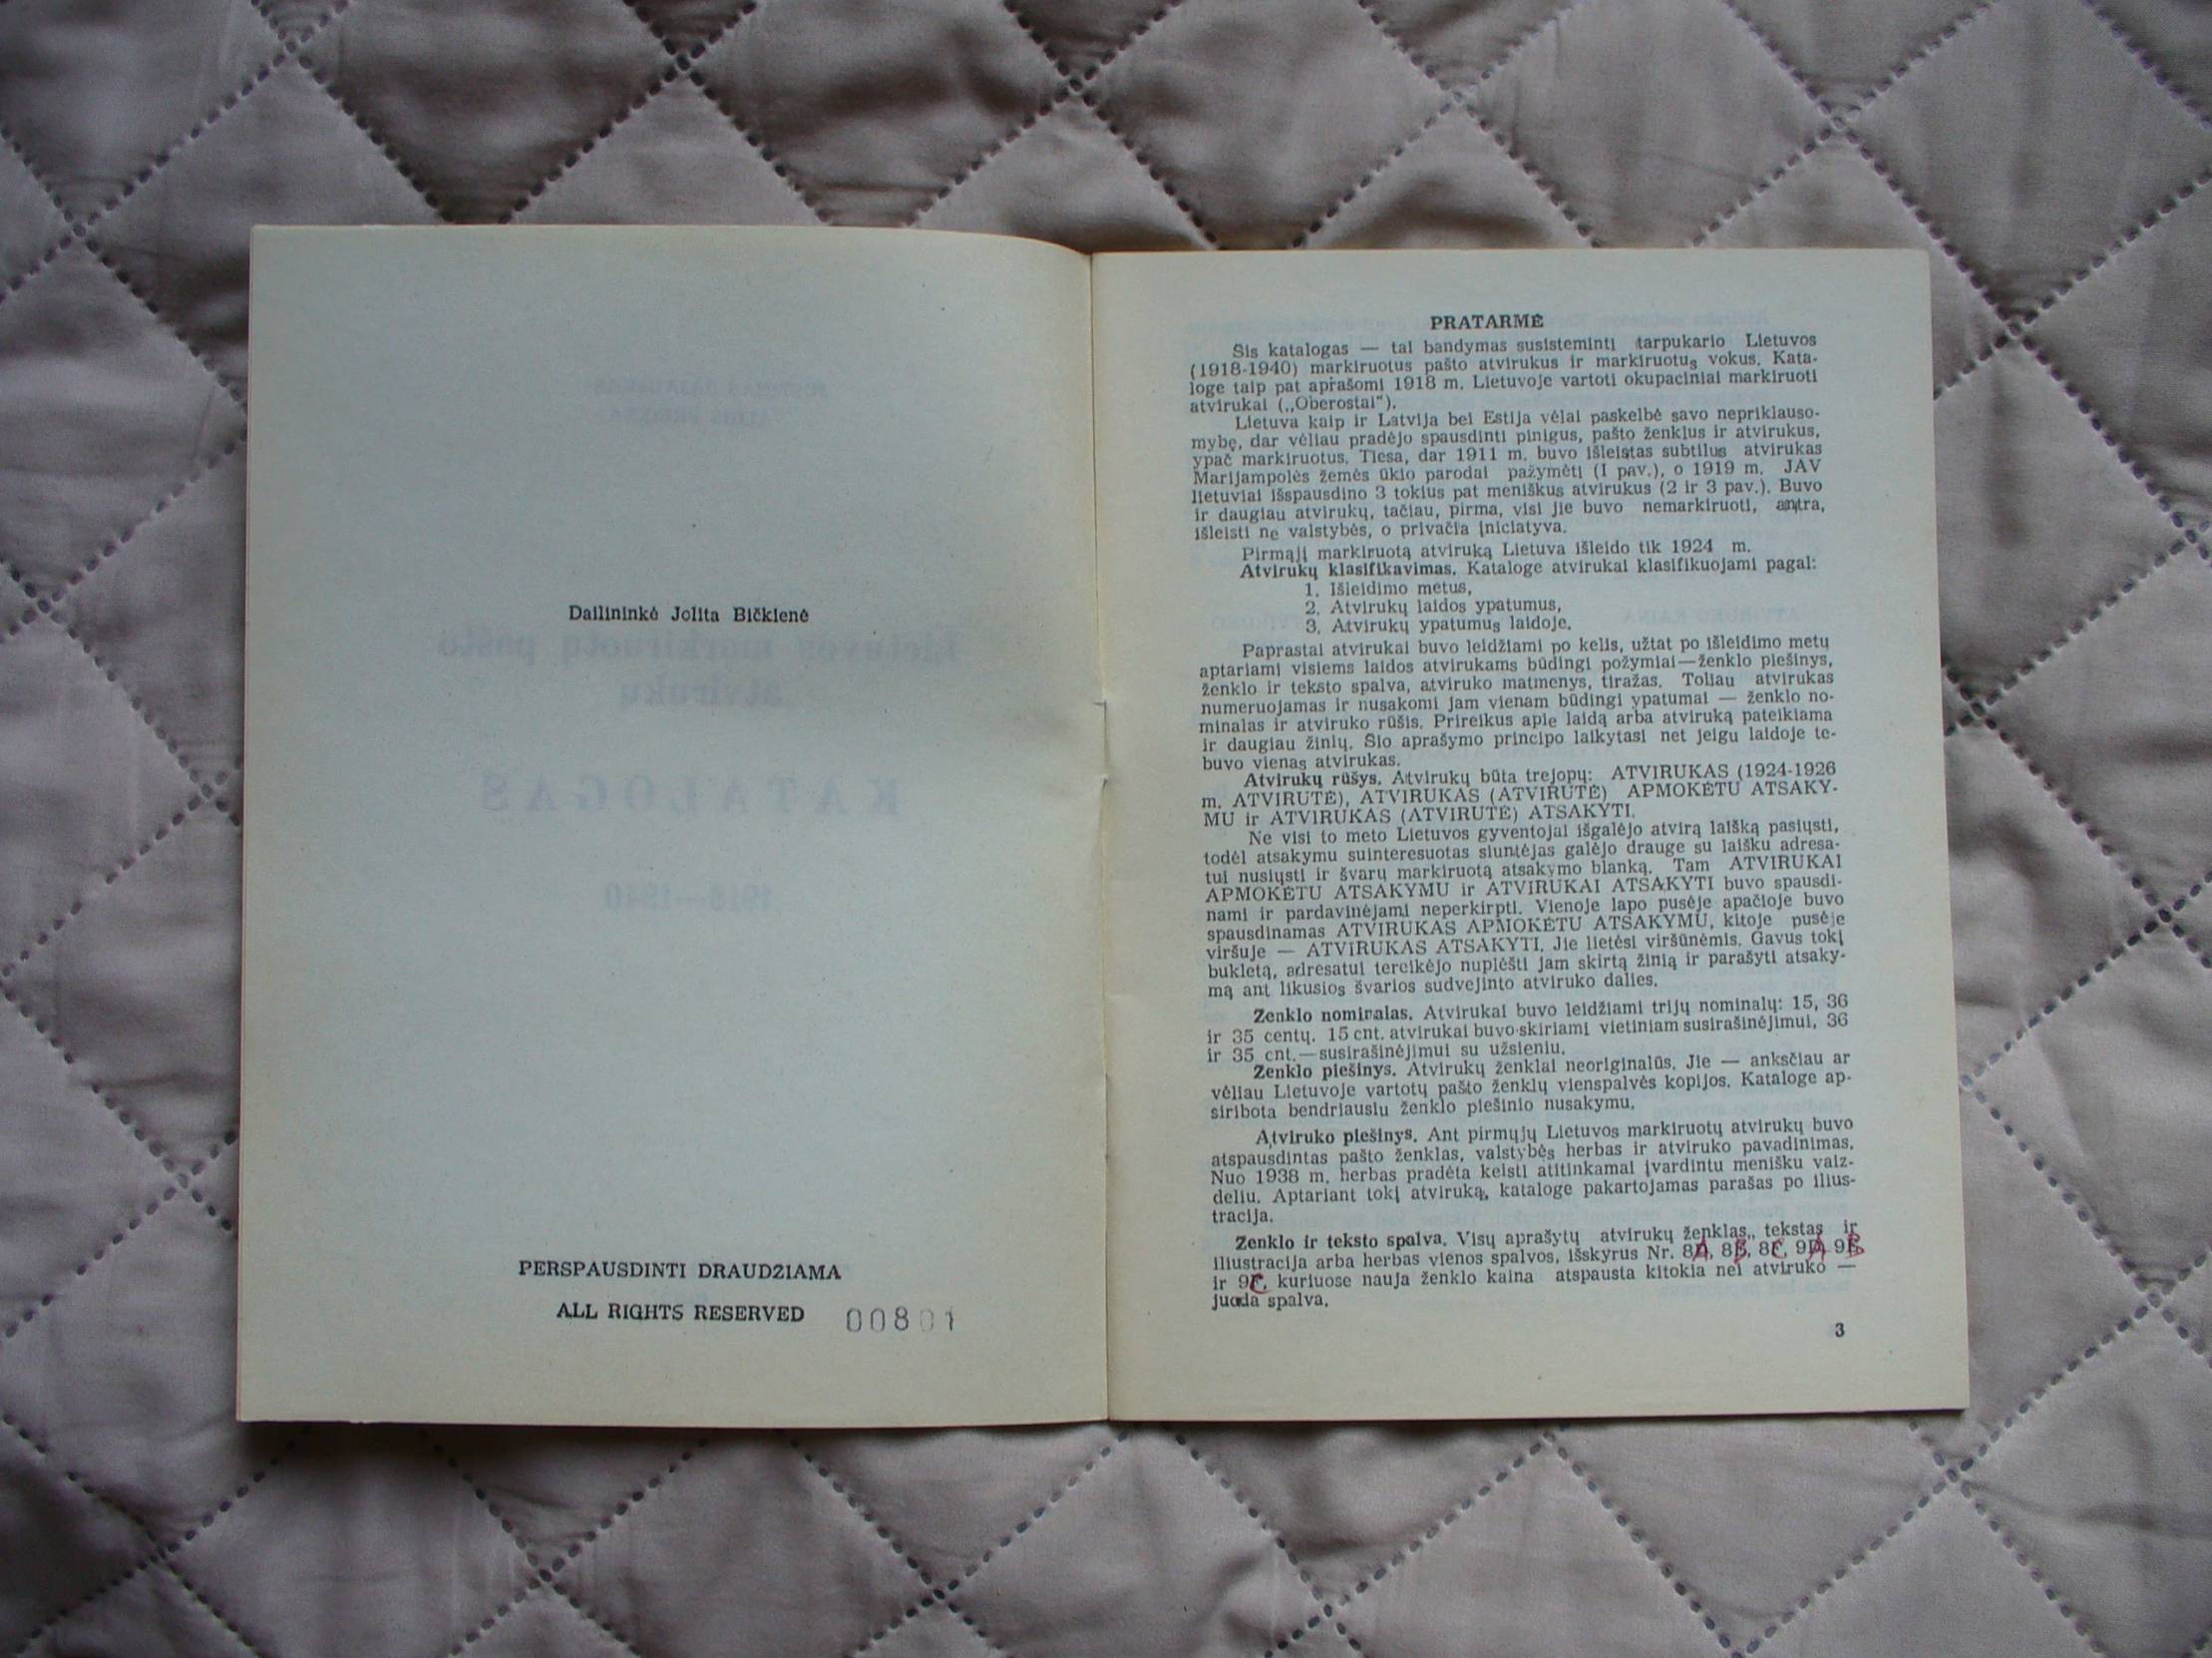 Dailininkė Jolita Bičkienė
PERSPAUSDINTI DRAUDŽIAMA
ALL RIGHTS RESERVED 00801
PRATARMĖ
Šis katalogas — tai bandymas susisteminti tarpukario Lietuvos
(1918-1940) markiruotus pašto atvirukus ir markiruotus vokus. Kata-
loge taip pat aprašomi 1918 m. Lietuvoje vartoti okupaciniai markiruoti
atvirukai („Oberostai").
Lietuva kaip ir Latvija bei Estija vėlai paskelbė savo nepriklauso-
mybę, dar vėliau pradėjo spausdinti pinigus, pašto ženklus ir atvirukus,
ypač markiruotus. Tiesa, dar 1911 m. buvo išleistas subtilus atvirukas
Marijampolės žemės ūkio parodai pažymėti (I pav.), o 1919 m. JAV
lietuviai išspausdino 3 tokius pat meniškus atvirukus (2 ir 3 pav.). Buvo
ir daugiau atvirukų, tačiau, pirma, visi jie buvo nemarkiruoti, antra,
išleisti ne valstybės, o privačia iniciatyva.
Pirmąjį markiruotą atviruką Lietuva išleido tik 1924 m.
Atvirukų klasifikavimas. Kataloge atvirukai klasifikuojami pagal:
1. Išleidimo metus,
2. Atvirukų laidos ypatumus,
3. Atvirukų ypatumus laidoje.
Paprastai atvirukai buvo leidžiami po kelis, užtat po išleidimo metų
aptariami visiems laidos atvirukams būdingi požymiai—ženklo piešinys,
ženklo ir teksto spalva, atviruko matmenys, tiražas. Toliau atvirukas
numeruojamas ir nusakomi jam vienam būdingi ypatumai — ženklo no-
minalas ir atviruko rūšis. Prireikus apie laidą arba atviruką pateikiama
ir daugiau žinių. Šio aprašymo principo laikytasi net jeigu laidoje te-
buvo vienas atvirukas.
Atvirukų rūšys. Atvirukų būta trejopų: ATVIRUKAS (1924-1926
m. ATVIRUTĖ), ATVIRUKAS (ATVIRUTĖ) APMOKĖTU ATSAKY-
MU ir ATVIRUKAS (ATVIRUTĖ) ATSAKYTI.
Ne visi to meto Lietuvos gyventojai išgalėjo atvirą laišką pasiųsti,
todėl atsakymu suinteresuotas siuntėjas galėjo drauge su laišku adresa-
tui nusiųsti ir švarų markiruotą atsakymo blanką. Tam ATVIRUKAI
APMOKĖTU ATSAKYMU ir ATVIRUKAI ATSAKYTI buvo spausdi-
nami ir pardavinėjami neperkirpti. Vienoje lapo pusėje apačioje buvo
spausdinamas ATVIRUKAS APMOKĖTU ATSAKYMU, kitoje pusėje
viršuje — ATVIRUKAS ATSAKYTI. Jie lietėsi viršūnėmis. Gavus tokį
bukletą, adresatui tereikėjo nuplėšti jam skirtą žinią ir parašyti atsaky-
mą ant likusios švarios sudvejinto atviruko dalies.
Ženklo nominalas. Atvirukai buvo leidžiami trijų nominalų: 15, 36
ir 35 centų. 15 cnt. atvirukai buvo skiriami vietiniam susirašinėjimui, 36
ir 35 cnt.—susirašinėjimui su užsieniu.
Ženklo piešinys. Atvirukų ženklai neoriginalūs. Jie — anksčiau ar
vėliau Lietuvoje vartotų pašto ženklų vienspalvės kopijos. Kataloge ap-
siribota bendriausiu ženklo piešinio nusakymu.
Atviruko piešinys. Ant pirmųjų Lietuvos markiruotų atvirukų buvo
atspausdintas pašto ženklas, valstybės herbas ir atviruko pavadinimas.
Nuo 1938 m. herbas pradėta keisti atitinkamai įvardintu menišku vaiz-
deliu. Aptariant tokį atviruką, kataloge pakartojamas parašas po ilius-
tracija.
Ženklo ir teksto spalva. Visų aprašytų atvirukų ženklas, tekstas ir
iliustracija arba herbas vienos spalvos, išskyrus Nr. 8A, 8B, 8C, 9A 9B
ir 9C, kuriuose nauja ženklo kaina atspausta kitokia nei atviruko —
juoda spalva.
3